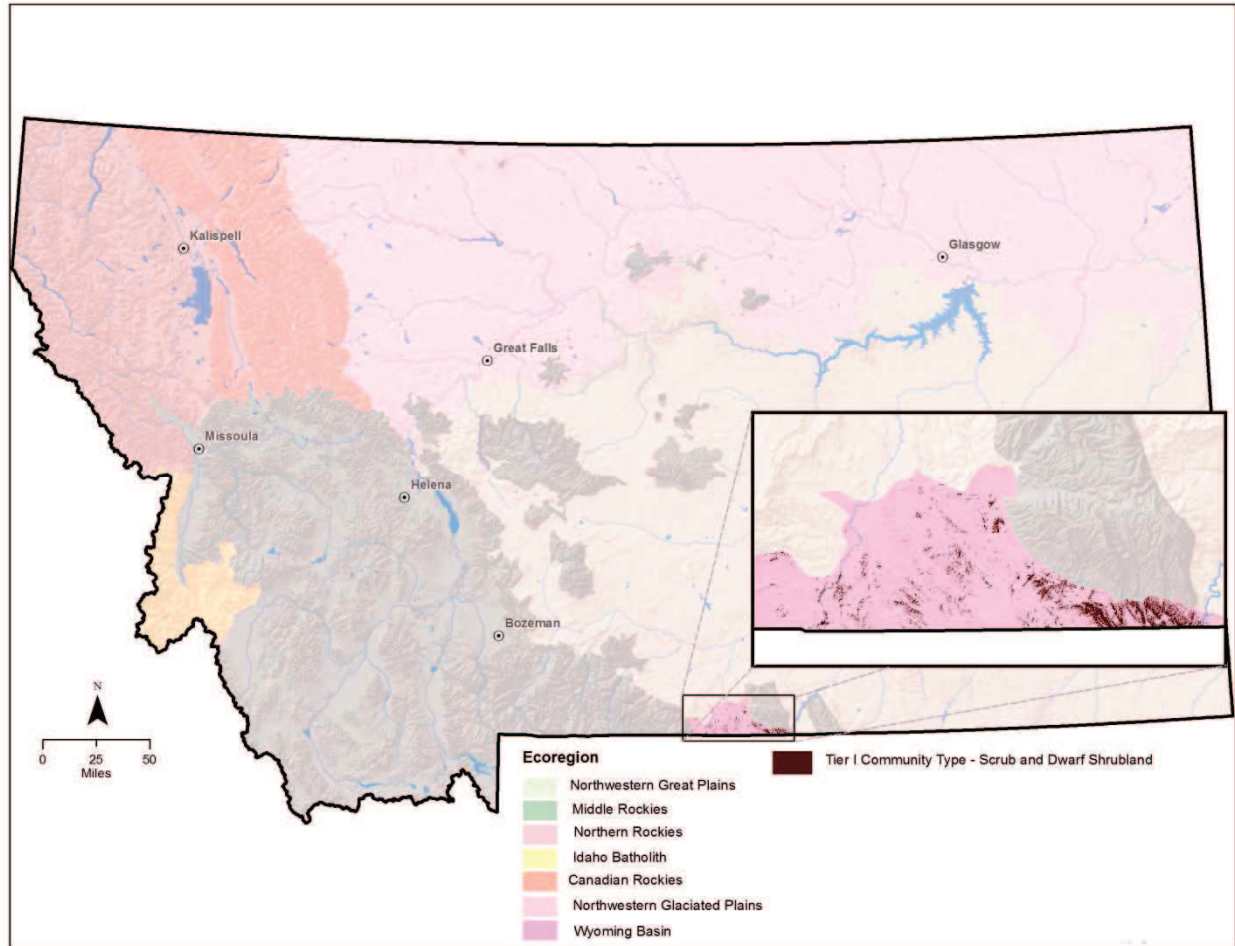 Kalispell
Glasgow
Great Falls
Missoula
Helena
Bozeman
N
0 25 50
Miles
Ecoregion
Northwestern Great Plains
Middle Rockies
Northern Rockies
Idaho Batholith
Canadian Rockies
Northwestern Glaciated Plains
Wyoming Basin
Tier I Community Type - Scrub and Dwarf Shrubland